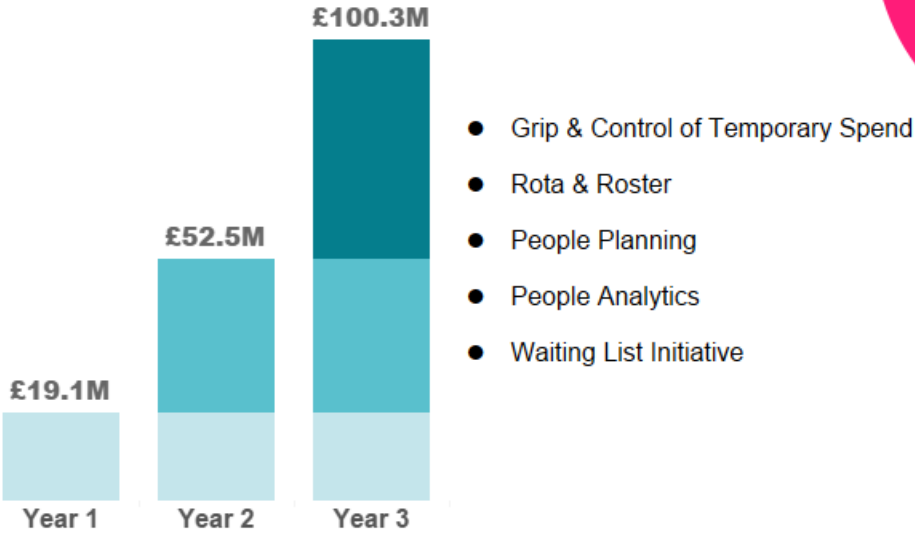 £100.3M
£52.5M
£19.1M
Year 1
Year 2
Year 3
● Grip & Control of Temporary Spend
● Rota & Roster
● People Planning
● People Analytics
● Waiting List Initiative